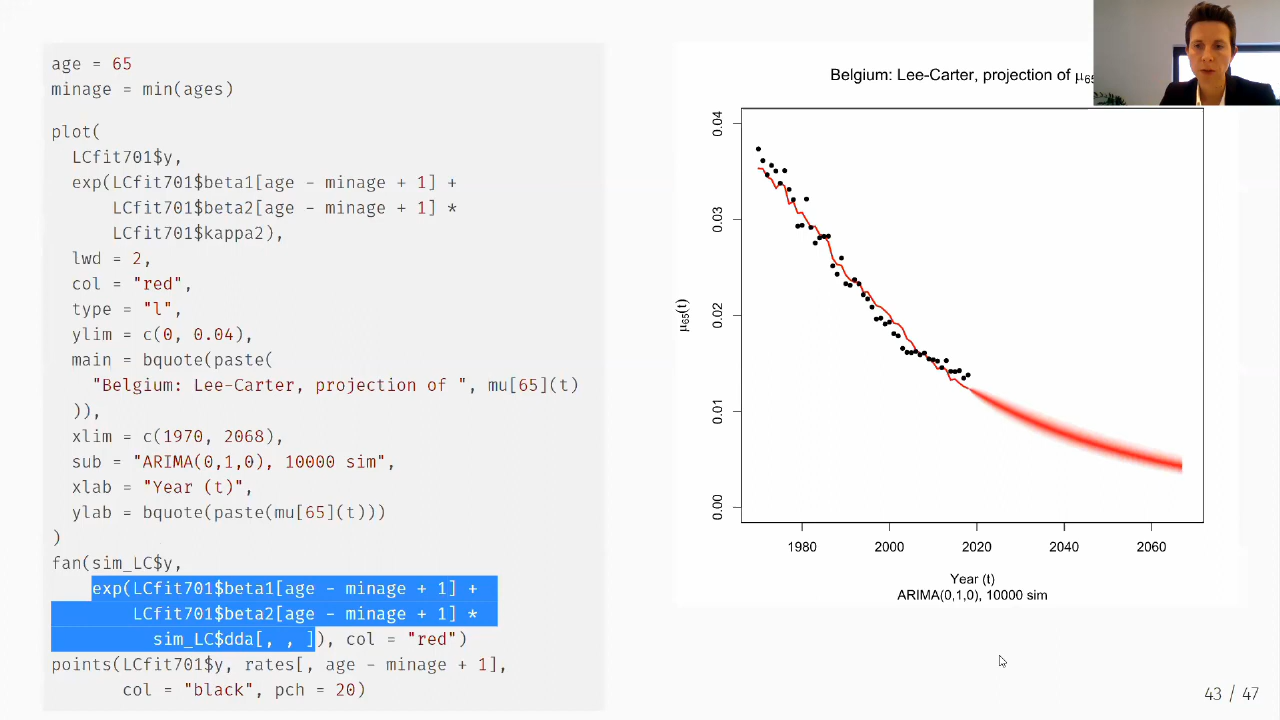 age = 65
minage = min(ages)
plot(
LCfit701$y,
exp(LCfit701$beta1[age - minage + 1] +
LCfit701$beta2[age - minage + 1] *
LCfit701$kappa2),
lwd = 2,
col = "red",
type = "l",
ylim = c(0, 0.04),
main = bquote(paste(
"Belgium: Lee-Carter, projection of ", mu[65](t)
)),
xlim = c(1970, 2068),
sub = "ARIMA(0,1,0), 10000 sim",
xlab = "Year (t)",
ylab = bquote(paste(mu[65](t)))
)
fan(sim_LC$y,
exp(LCfit701$beta1[age - minage + 1] +
LCfit701$beta2[age - minage + 1] *
sim_LC$dda[, , ]), col = "red")
points(LCfit701$y, rates[, age - minage + 1],
col = "black", pch = 20)
Belgium: Lee-Carter, projection of μ65
0.04
0.03
0.02
0.01
0.00
μ65(t)
1980 2000 2020 2040 2060
Year (t)
ARIMA(0,1,0), 10000 sim
43 / 47